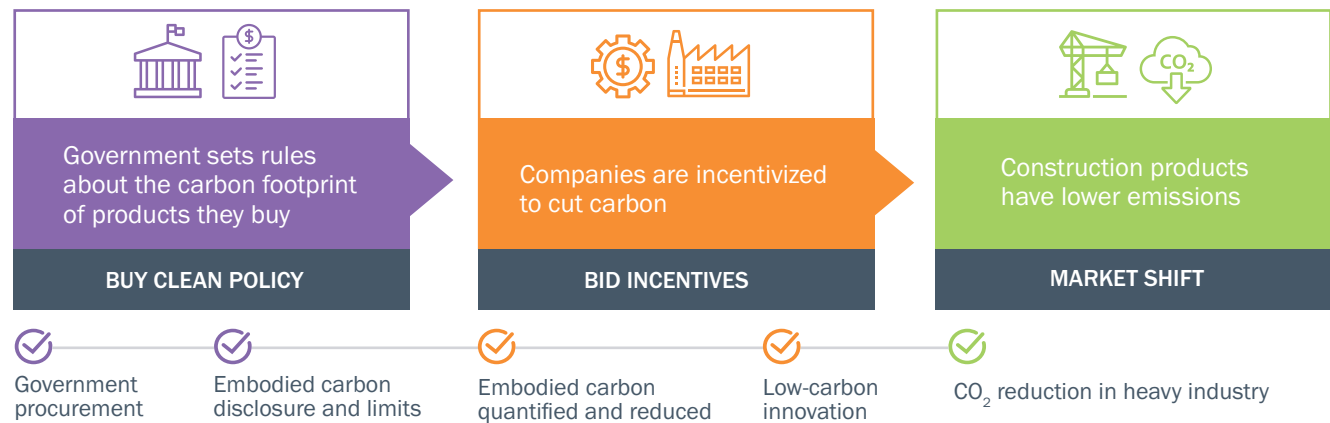 $
Government sets rules
about the carbon footprint
of products they buy
BUY CLEAN POLICY
$
Companies are incentivized
to cut carbon
BID INCENTIVES
CO₂
Construction products
have lower emissions
MARKET SHIFT
Government
procurement
Embodied carbon
disclosure and limits
Embodied carbon
quantified and reduced
Low-carbon
innovation
CO₂ reduction in heavy industry